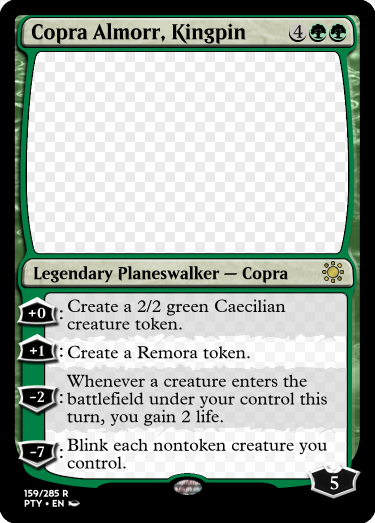 Copra Almorr, Kingpin 4
Legendary Planeswalker — Copra
+0: Create a 2/2 green Caecilian
creature token.
+1: Create a Remora token.
-2: Whenever a creature enters the
battlefield under your control this
turn, you gain 2 life.
-7: Blink each nontoken creature you
control.
5
159/285 R
PTY • EN